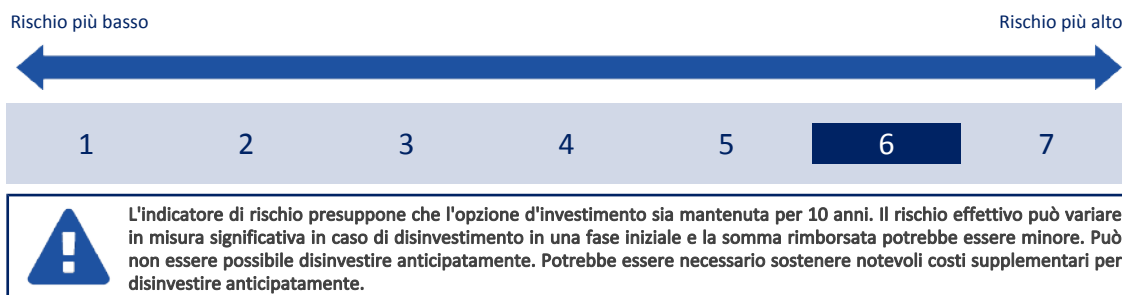 Rischio più basso Rischio più alto
1 2 3 4 5 6 7
L'indicatore di rischio presuppone che l'opzione d'investimento sia mantenuta per 10 anni. Il rischio effettivo può variare
in misura significativa in caso di disinvestimento in una fase iniziale e la somma rimborsata potrebbe essere minore. Può
non essere possibile disinvestire anticipatamente. Potrebbe essere necessario sostenere notevoli costi supplementari per
disinvestire anticipatamente.